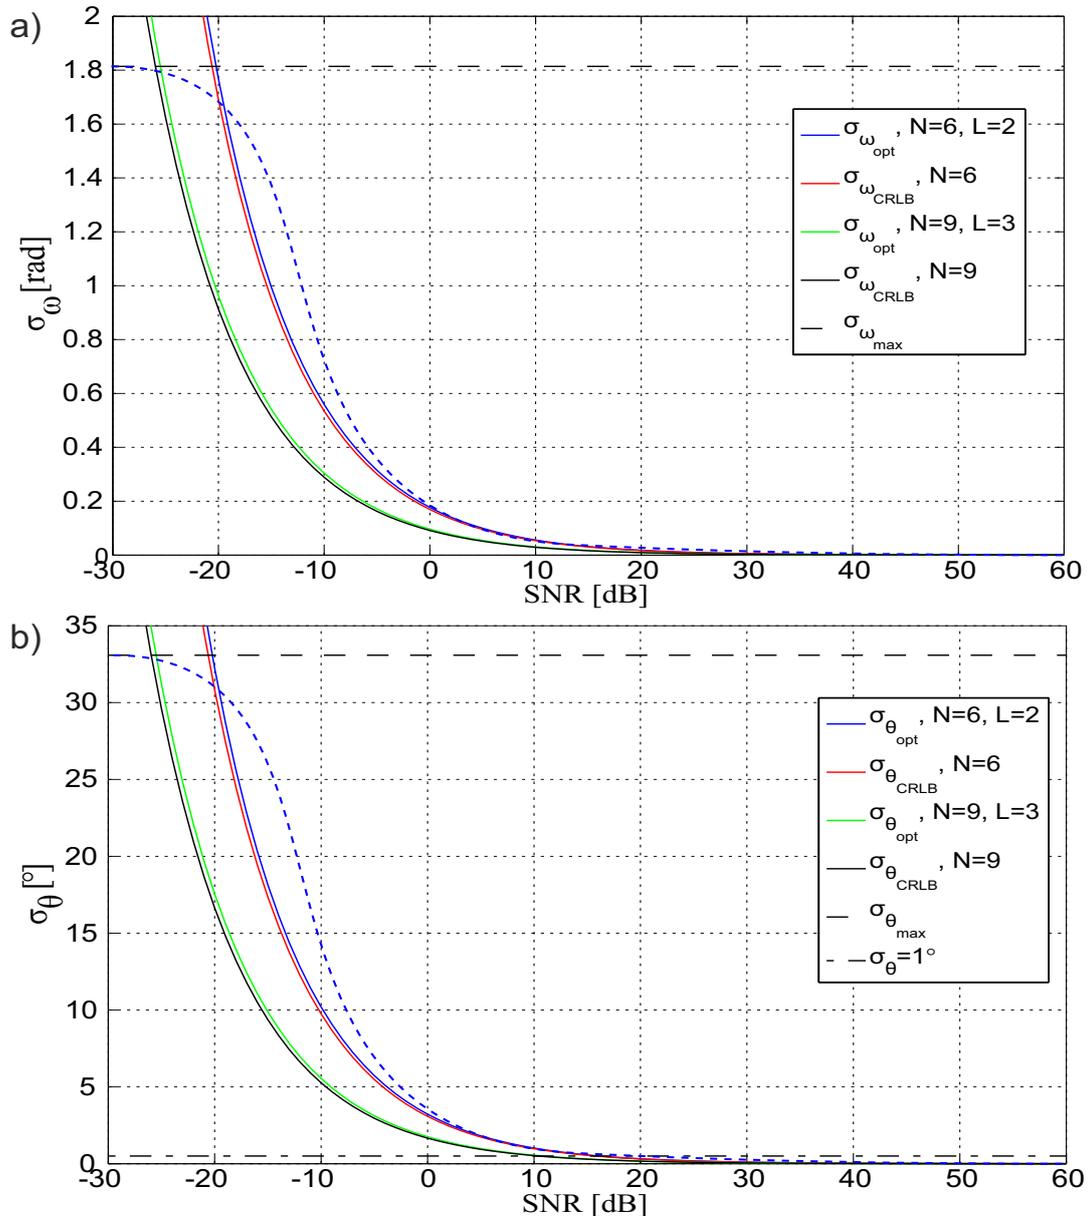 a)
2
1.8
1.6
1.4
1.2
1
0.8
0.6
0.4
0.2
0
σω[rad]
σωopt, N=6, L=2
σωCRLB, N=6
σωopt, N=9, L=3
σωCRLB, N=9
σωmax
-30 -20 -10 0 10 20 30 40 50 60
SNR [dB]
b)
35
30
25
20
15
10
5
0
σθ[°]
σθopt, N=6, L=2
σθCRLB, N=6
σθopt, N=9, L=3
σθCRLB, N=9
σθmax
σθ=1°
-30 -20 -10 0 10 20 30 40 50 60
SNR [dB]